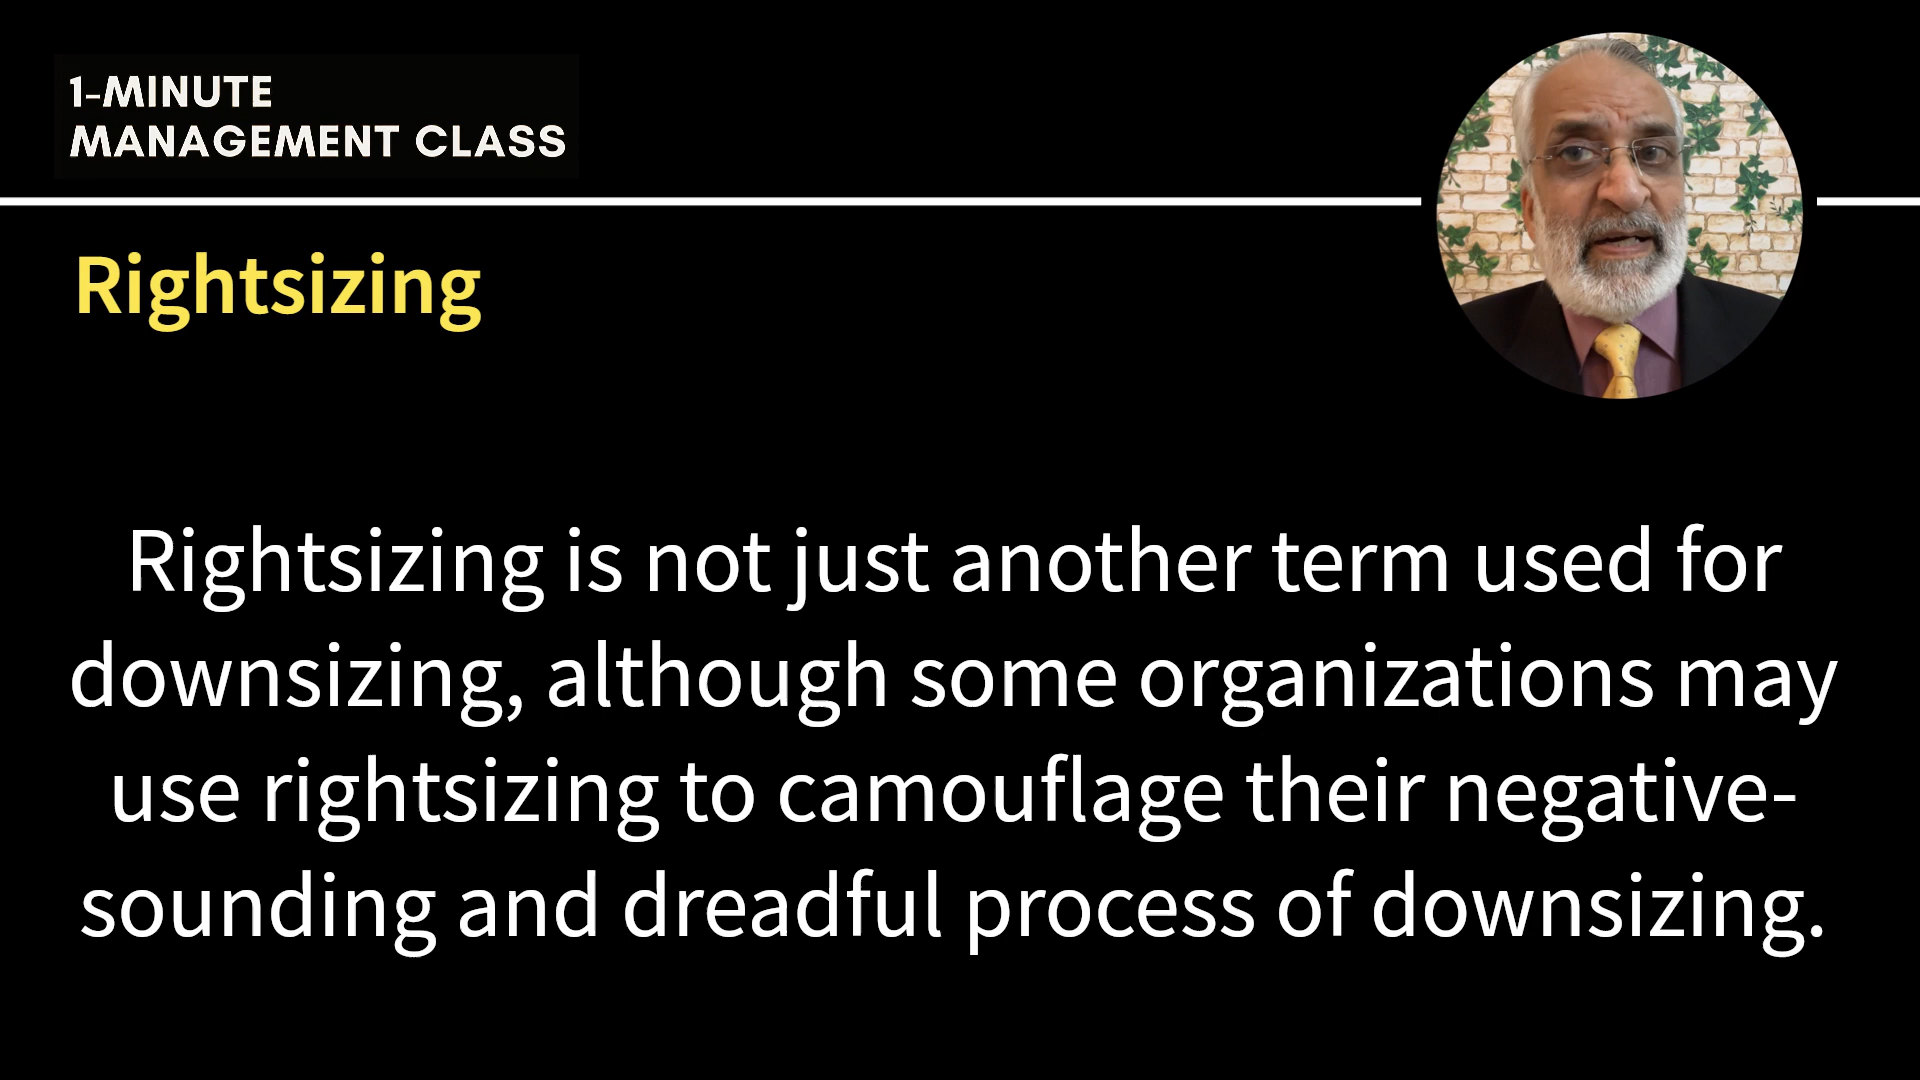 1-MINUTE
MANAGEMENT CLASS
Rightsizing
Rightsizing is not just another term used for
downsizing, although some organizations may
use rightsizing to camouflage their negative-
sounding and dreadful process of downsizing.